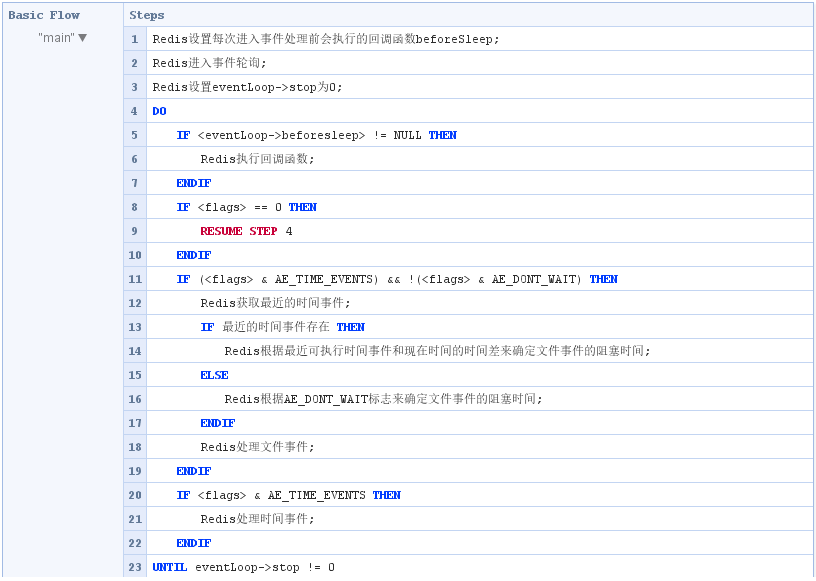 Basic Flow Steps
"main" ▼
1 Redis设置每次进入事件处理前会执行的回调函数beforeSleep;
2 Redis进入事件轮询;
3 Redis设置eventLoop->stop为0;
4 DO
5 IF <eventLoop->beforesleep> != NULL THEN
6 Redis执行回调函数;
7 ENDIF
8 IF <flags> == 0 THEN
9 RESUME STEP 4
10 ENDIF
11 IF (<flags> & AE_TIME_EVENTS) && !(<flags> & AE_DONT_WAIT) THEN
12 Redis获取最近的时间事件;
13 IF 最近的时间事件存在 THEN
14 Redis根据最近可执行时间事件和现在时间的时间差来确定文件事件的阻塞时间;
15 ELSE
16 Redis根据AE_DONT_WAIT标志来确定文件事件的阻塞时间;
17 ENDIF
18 Redis处理文件事件;
19 ENDIF
20 IF <flags> & AE_TIME_EVENTS THEN
21 Redis处理时间事件;
22 ENDIF
23 UNTIL eventLoop->stop != 0